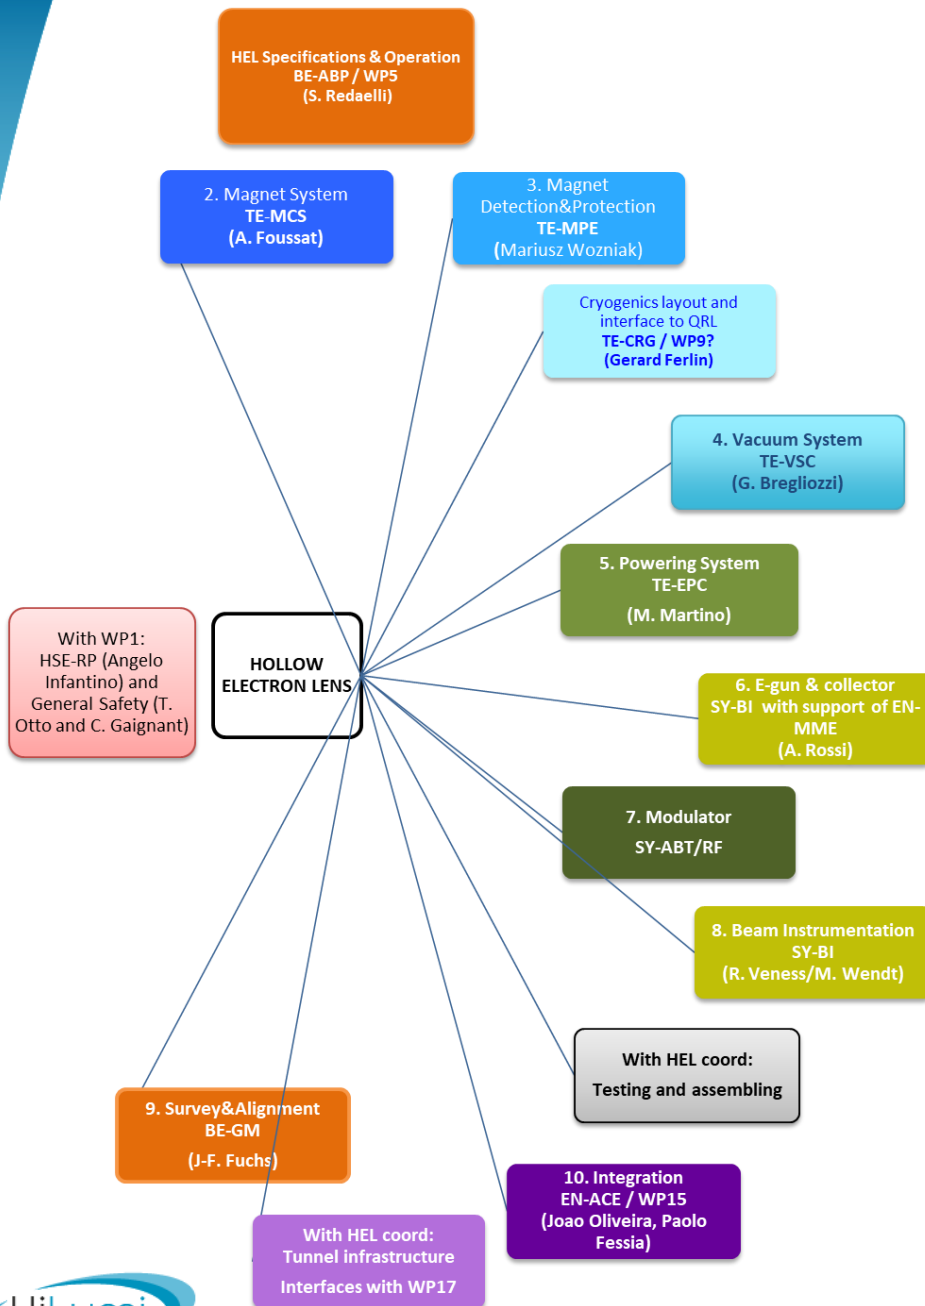 HEL Specifications & Operation
BE-ABP / WP5
(S. Redaelli)
2. Magnet System
TE-MCS
(A. Foussat)
3. Magnet
Detection&Protection
TE-MPE
(Mariusz Wozniak)
Cryogenics layout and
interface to QRL
TE-CRG / WP9?
(Gerard Ferlin)
4. Vacuum System
TE-VSC
(G. Bregliozzi)
5. Powering System
TE-EPC
(M. Martino)
With WP1:
HSE-RP (Angelo
Infantino) and
General Safety (T.
Otto and C. Gaignant)
HOLLOW
ELECTRON LENS
6. E-gun & collector
SY-BI with support of EN-
MME
(A. Rossi)
7. Modulator
SY-ABT/RF
8. Beam Instrumentation
SY-BI
(R. Veness/M. Wendt)
With HEL coord:
Testing and assembling
9. Survey&Alignment
BE-GM
(J-F. Fuchs)
10. Integration
EN-ACE / WP15
(Joao Oliveira, Paolo
Fessia)
With HEL coord:
Tunnel infrastructure
Interfaces with WP17